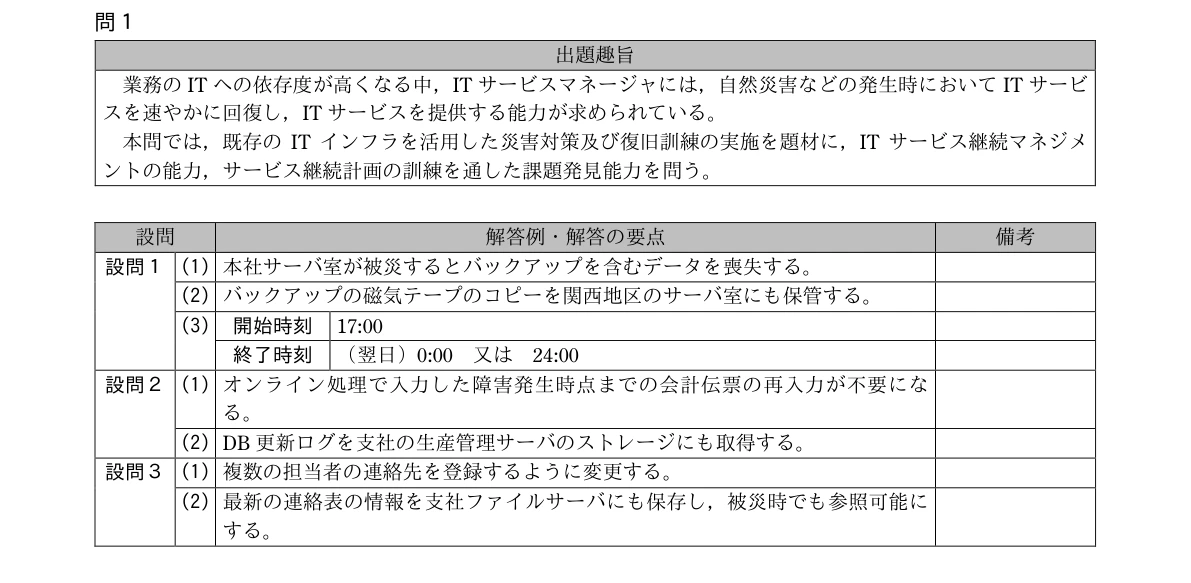 問1
出題趣旨
業務の IT への依存度が高くなる中，IT サービスマネージャには，自然災害などの発生時において IT サービ
スを速やかに回復し，IT サービスを提供する能力が求められている。
本問では，既存の IT インフラを活用した災害対策及び復旧訓練の実施を題材に，IT サービス継続マネジメ
ントの能力，サービス継続計画の訓練を通した課題発見能力を問う。
設問 解答例・解答の要点 備考
設問1 (1) 本社サーバ室が被災するとバックアップを含むデータを喪失する。
(2) バックアップの磁気テープのコピーを関西地区のサーバ室にも保管する。
(3) 開始時刻 17:00
終了時刻 （翌日）0:00 又は 24:00
設問2 (1) オンライン処理で入力した障害発生時点までの会計伝票の再入力が不要にな
る。
(2) DB 更新ログを支社の生産管理サーバのストレージにも取得する。
設問3 (1) 複数の担当者の連絡先を登録するように変更する。
(2) 最新の連絡表の情報を支社ファイルサーバにも保存し，被災時でも参照可能に
する。